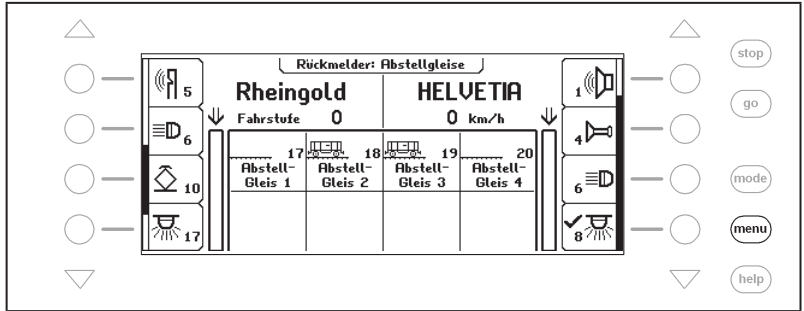 Rückmelder: Abstellgleise
Rheingold HELVETIA
Fahrstufe 0 0 km/h
5
6
10
17
17 18 19 20
Abstell-Gleis 1
Abstell-Gleis 2
Abstell-Gleis 3
Abstell-Gleis 4
1
4
6
8
stop
go
mode
menu
help